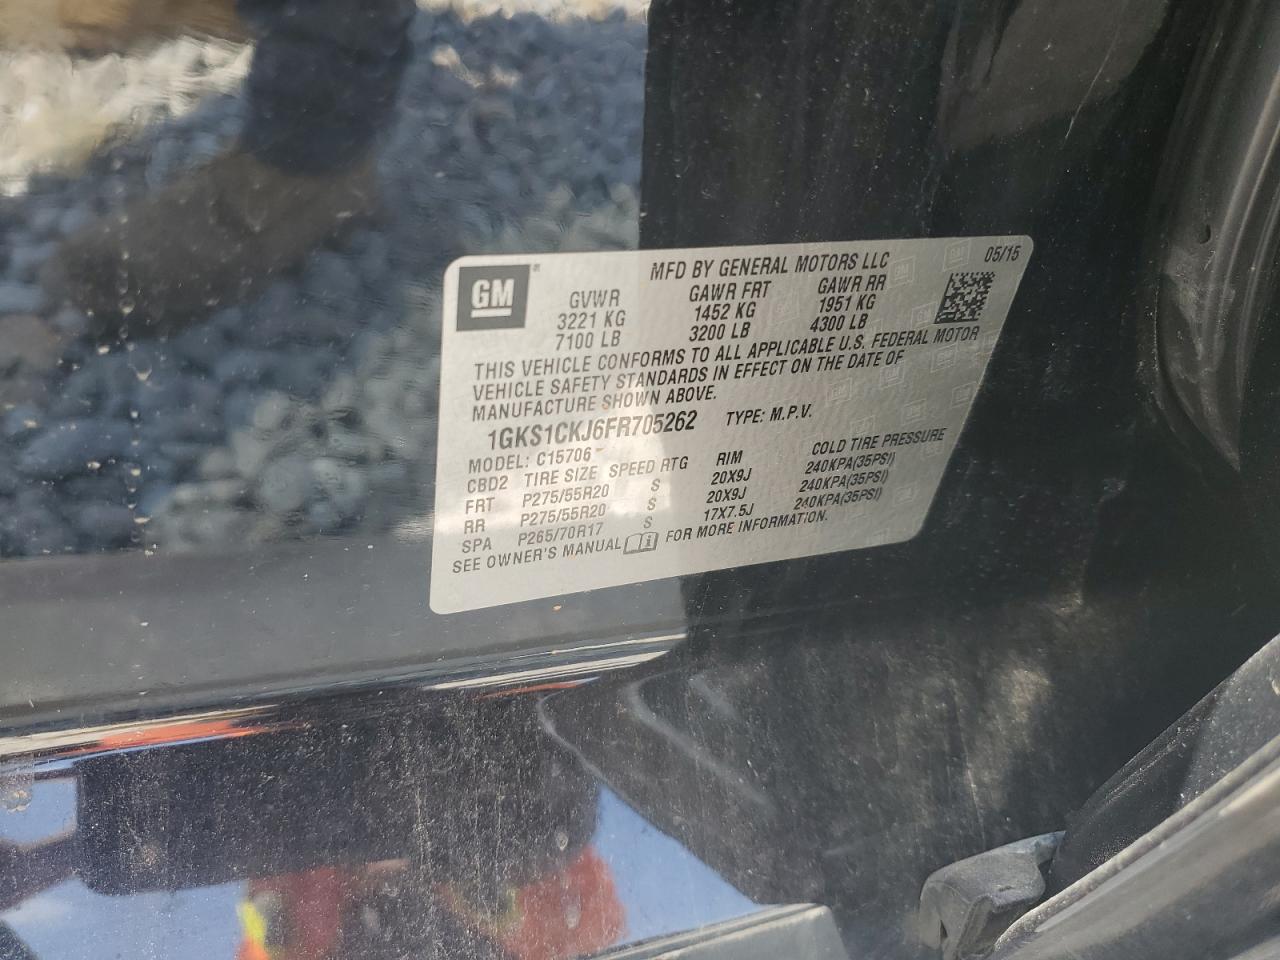 GM
MFD BY GENERAL MOTORS LLC
05/15
GVWR GAWR FRT GAWR RR
3221 KG 1452 KG 1951 KG
7100 LB 3200 LB 4300 LB
THIS VEHICLE CONFORMS TO ALL APPLICABLE U.S. FEDERAL MOTOR
VEHICLE SAFETY STANDARDS IN EFFECT ON THE DATE OF
MANUFACTURE SHOWN ABOVE.
1GKS1CKJ6FR705262 TYPE: M.P.V.
MODEL: C15706
CBD2 TIRE SIZE SPEED RTG RIM COLD TIRE PRESSURE
FRT P275/55R20 S 20X9J 240KPA(35PSI)
RR P275/55R20 S 20X9J 240KPA(35PSI)
SPA P265/70R17 S 17X7.5J 240KPA(35PSI)
SEE OWNER'S MANUAL FOR MORE INFORMATION.